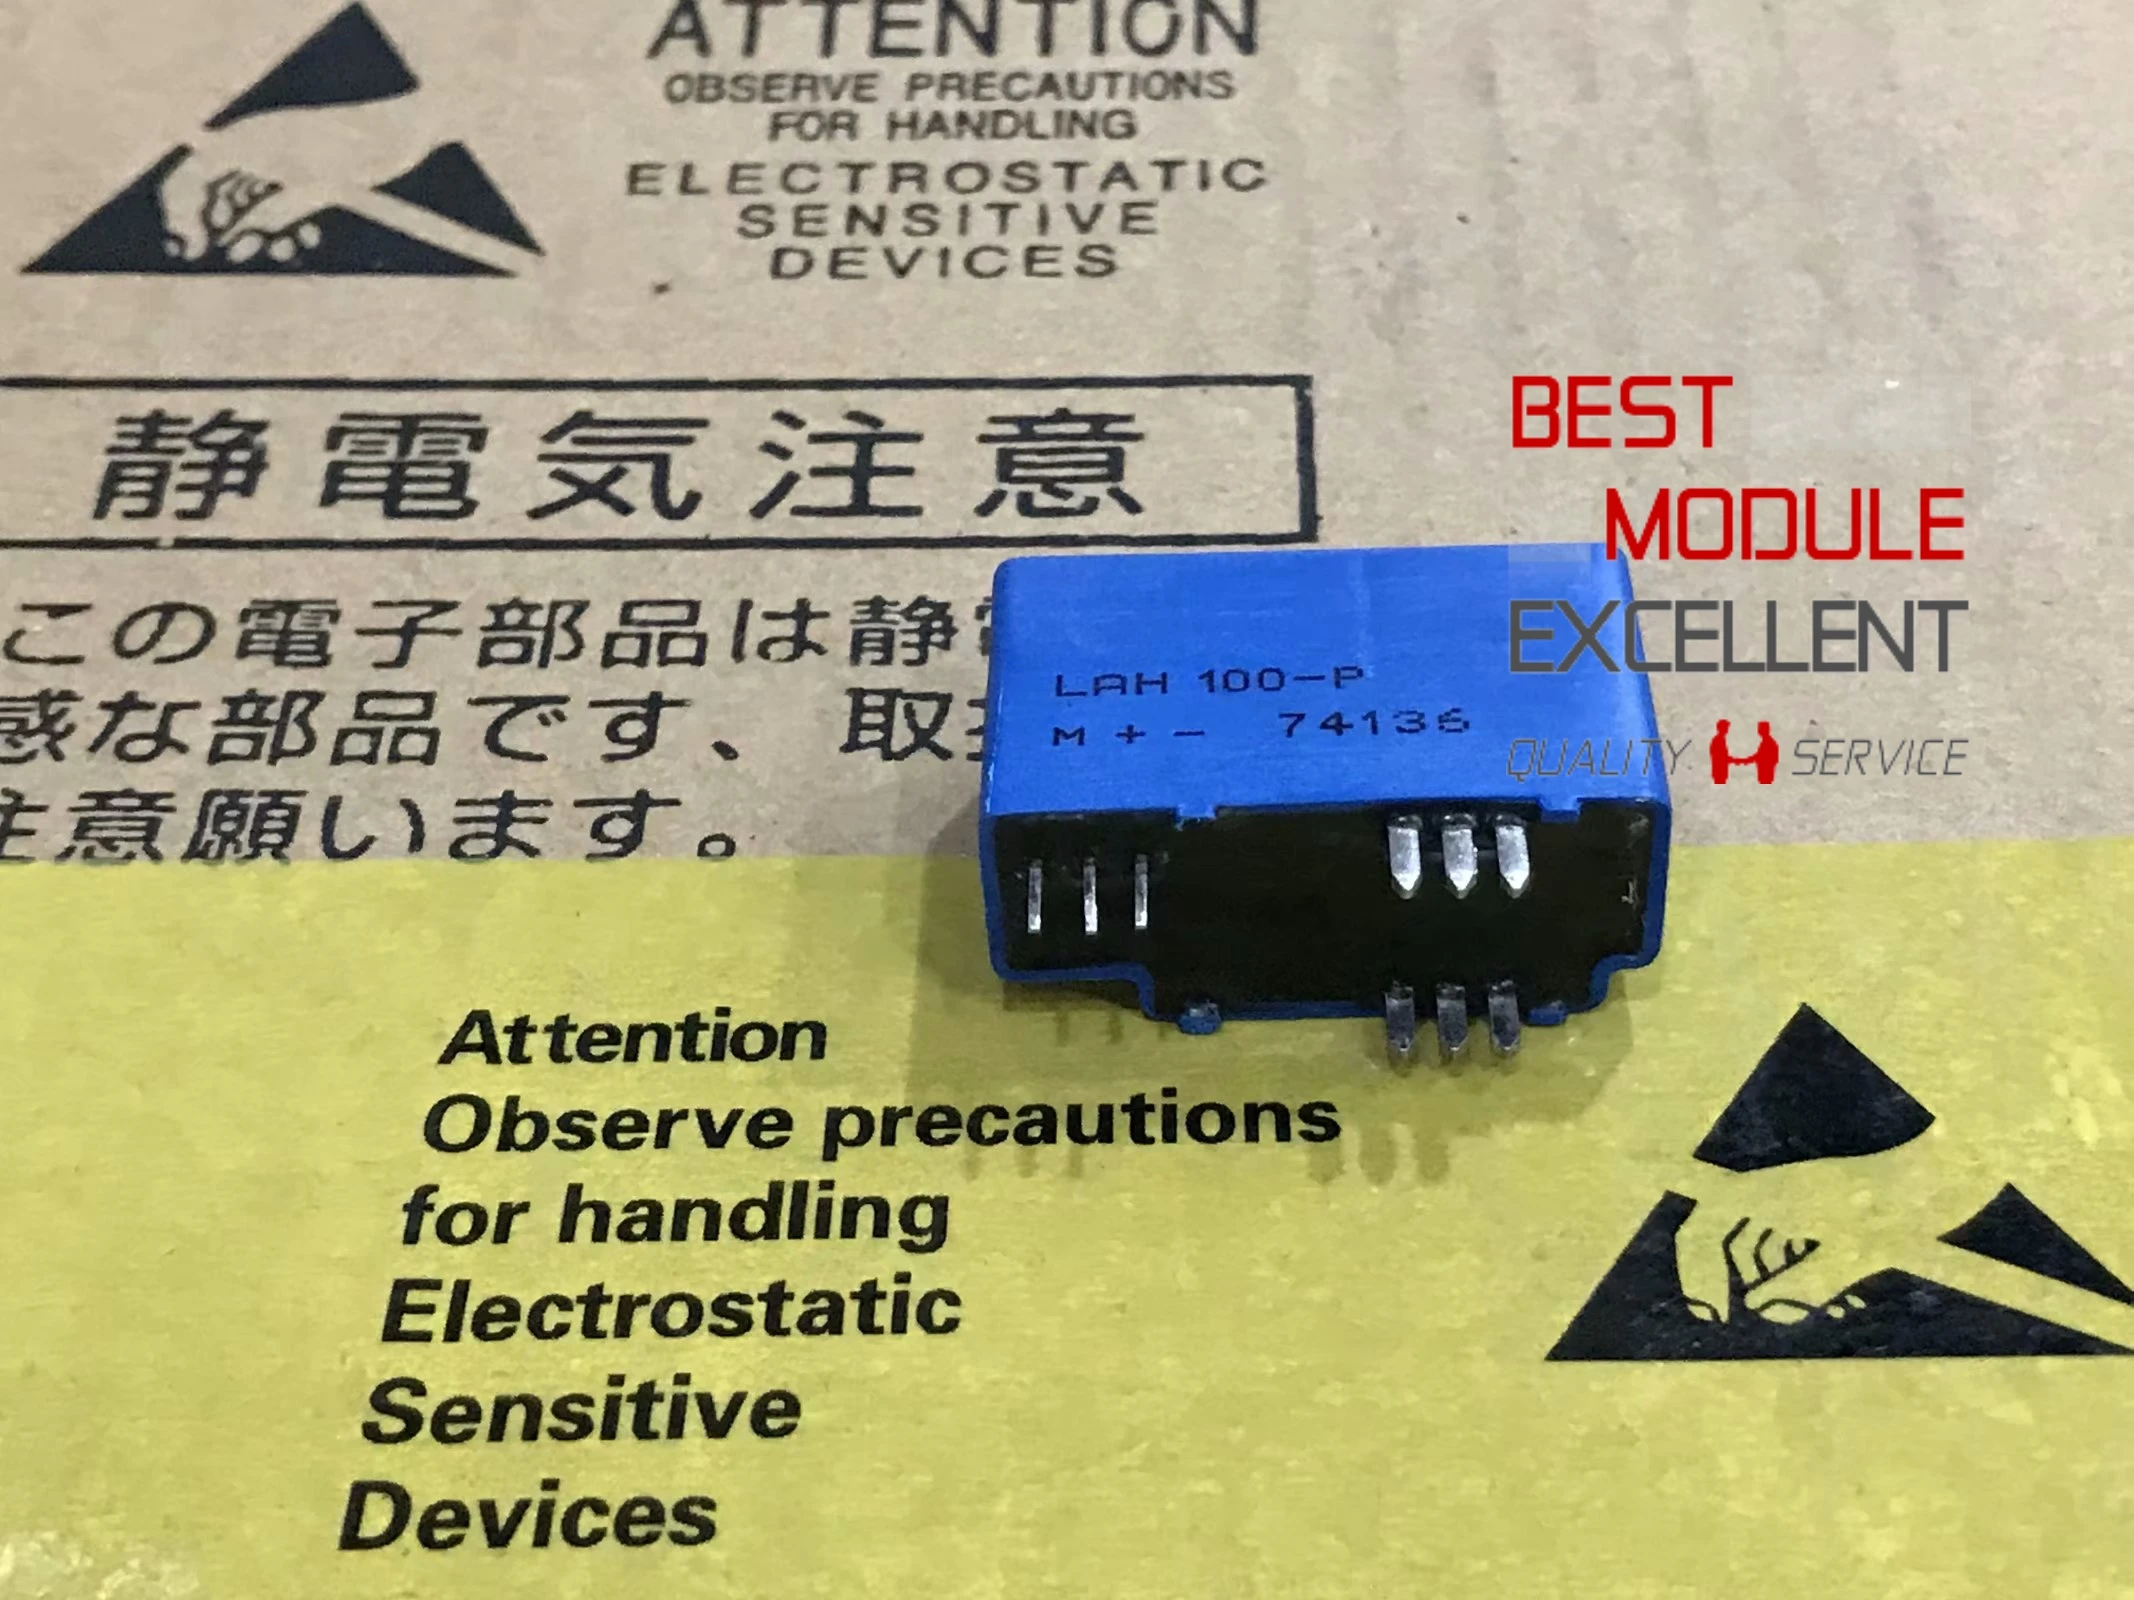 ATTENTION
OBSERVE PRECAUTIONS
FOR HANDLING
ELECTROSTATIC
SENSITIVE
DEVICES
静電気注意
この電子部品は静電
感な部品です、取扱
注意願います。
BEST
MODULE
EXCELLENT
QUALITY SERVICE
LAH 100-P
M + - 74136
Attention
Observe precautions
for handling
Electrostatic
Sensitive
Devices